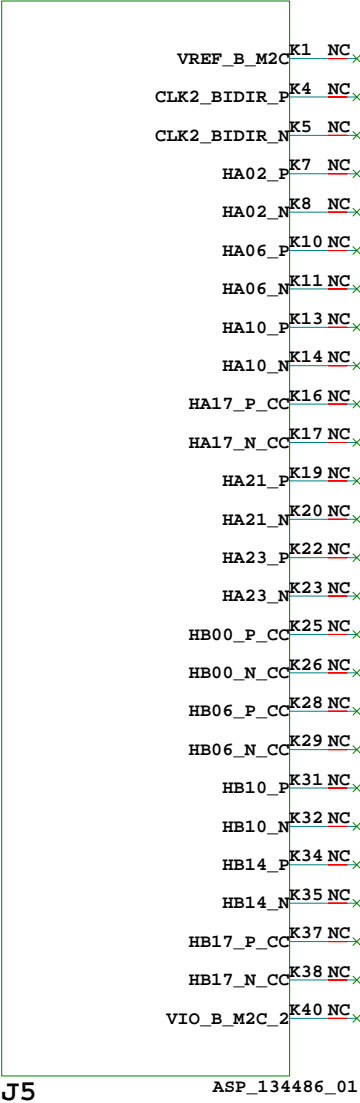 VREF_B_M2C K1 NC
CLK2_BIDIR_P K4 NC
CLK2_BIDIR_N K5 NC
HA02_P K7 NC
HA02_N K8 NC
HA06_P K10 NC
HA06_N K11 NC
HA10_P K13 NC
HA10_N K14 NC
HA17_P_CC K16 NC
HA17_N_CC K17 NC
HA21_P K19 NC
HA21_N K20 NC
HA23_P K22 NC
HA23_N K23 NC
HB00_P_CC K25 NC
HB00_N_CC K26 NC
HB06_P_CC K28 NC
HB06_N_CC K29 NC
HB10_P K31 NC
HB10_N K32 NC
HB14_P K34 NC
HB14_N K35 NC
HB17_P_CC K37 NC
HB17_N_CC K38 NC
VIO_B_M2C_2 K40 NC
J5 ASP_134486_01